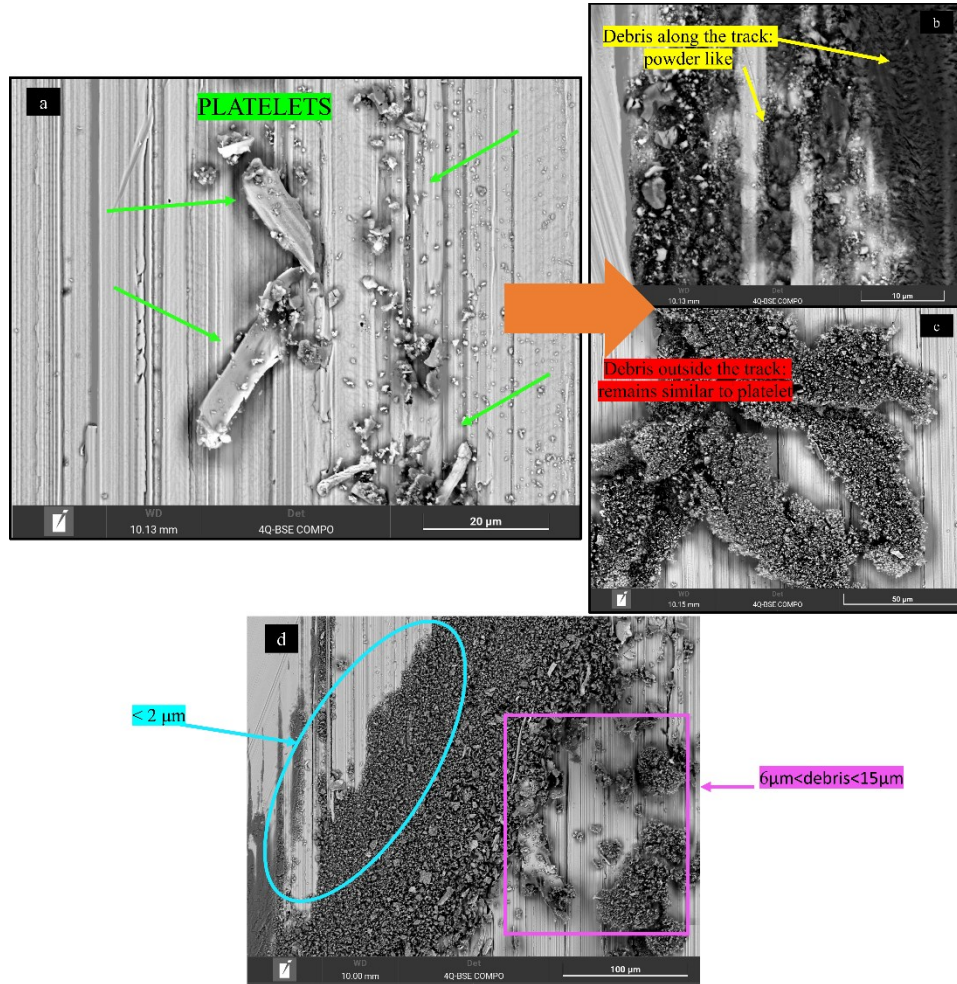 a
PLATELETS
WD
Det
10.13 mm
4Q-BSE COMPO
20 µm
b
Debris along the track:
powder like
WD
Det
10.13 mm
4Q-BSE COMPO
10 µm
c
Debris outside the track:
remains similar to platelet
WD
Det
10.15 mm
4Q-BSE COMPO
50 µm
d
< 2 µm
6µm<debris<15µm
WD
Det
10.00 mm
4Q-BSE COMPO
100 µm